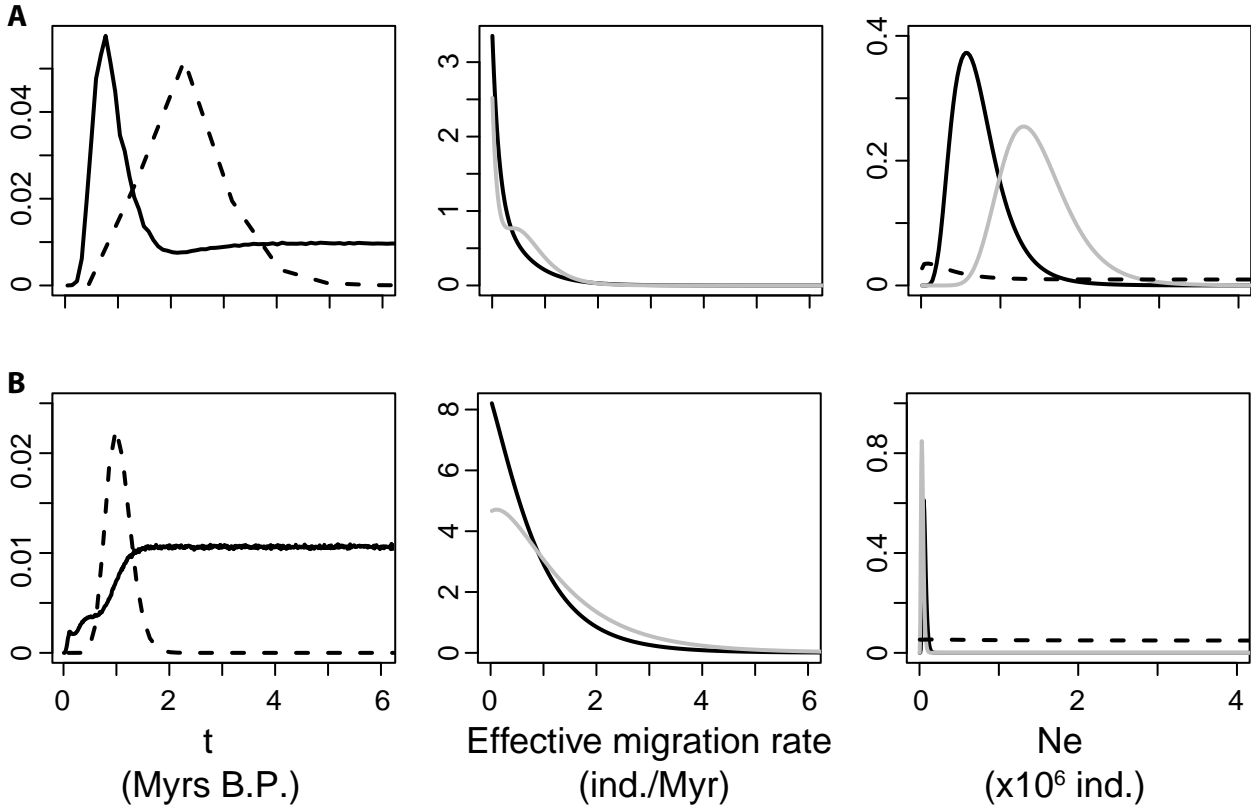 A
0 0.02 0.04
0 1 2 3
0 0.2 0.4
B
0 0.01 0.02
0 2 4 6 8
0 0.4 0.8
0 2 4 6
0 2 4 6
0 2 4
t
(Myrs B.P.)
Effective migration rate
(ind./Myr)
Ne
(x10⁶ ind.)